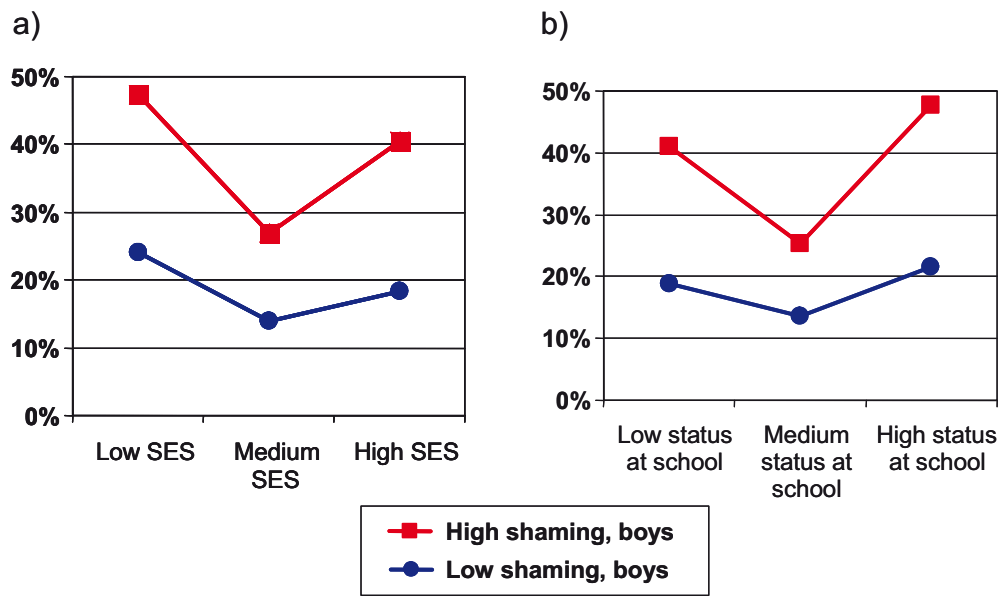 a)
50%
40%
30%
20%
10%
0%
Low SES
Medium
SES
High SES
b)
50%
40%
30%
20%
10%
0%
Low status
at school
Medium
status at
school
High status
at school
High shaming, boys
Low shaming, boys